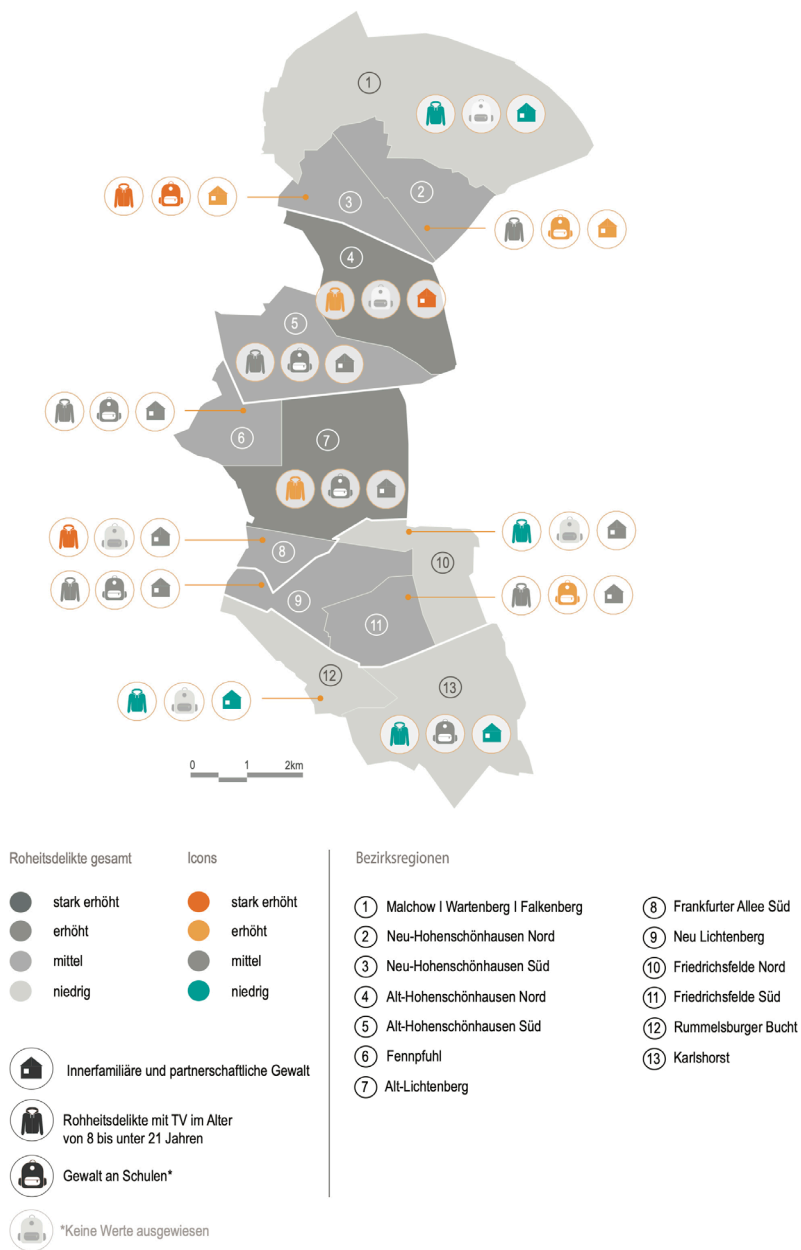 1
2
3
4
5
6
7
8
9
10
11
12
13
0 1 2km
Roheitsdelikte gesamt
stark erhöht
erhöht
mittel
niedrig
Icons
stark erhöht
erhöht
mittel
niedrig
Innerfamiliäre und partnerschaftliche Gewalt
Rohheitsdelikte mit TV im Alter
von 8 bis unter 21 Jahren
Gewalt an Schulen*
*Keine Werte ausgewiesen
Bezirksregionen
1 Malchow I Wartenberg I Falkenberg
2 Neu-Hohenschönhausen Nord
3 Neu-Hohenschönhausen Süd
4 Alt-Hohenschönhausen Nord
5 Alt-Hohenschönhausen Süd
6 Fennpfuhl
7 Alt-Lichtenberg
8 Frankfurter Allee Süd
9 Neu Lichtenberg
10 Friedrichsfelde Nord
11 Friedrichsfelde Süd
12 Rummelsburger Bucht
13 Karlshorst